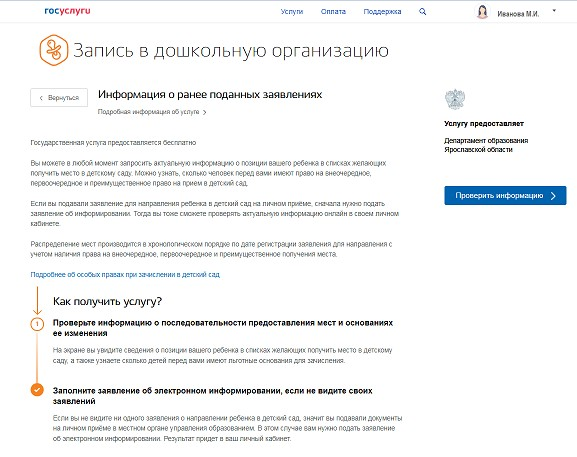 госуслуги
Услуги Оплата Поддержка Иванова М.И.
Запись в дошкольную организацию
Вернуться
Информация о ранее поданных заявлениях
Подробная информация об услуге
Услугу предоставляет
Департамент образования
Ярославской области
Проверить информацию
Государственная услуга предоставляется бесплатно
Вы можете в любой момент запросить актуальную информацию о позиции вашего ребенка в списках желающих
получить место в детском саду. Можно узнать, сколько человек перед вами имеют право на внеочередное,
первоочередное и преимущественное право на прием в детский сад.
Если вы подавали заявление для направления ребенка в детский сад на личном приёме, сначала нужно подать
заявление об информировании. Тогда вы тоже сможете проверять актуальную информацию онлайн в своем личном
кабинете.
Распределение мест производится в хронологическом порядке по дате регистрации заявления для направления с
учетом наличия права на внеочередное, первоочередное и преимущественное получения места.
Подробнее об особых правах при зачислении в детский сад
Как получить услугу?
1
Проверьте информацию о последовательности предоставления мест и основаниях
ее изменения
На экране вы увидите сведения о позиции вашего ребенка в списках желающих получить место в детском
саду, а также узнаете сколько детей перед вами имеют льготные основания для зачисления.
Заполните заявление об электронном информировании, если не видите своих
заявлений
Если вы не видите ни одного заявления о направлении ребенка в детский сад, значит вы подавали документы
на личном приёме в местном органе управления образованием. В этом случае вам нужно подать заявление
об электронном информировании. Результат придет в ваш личный кабинет.